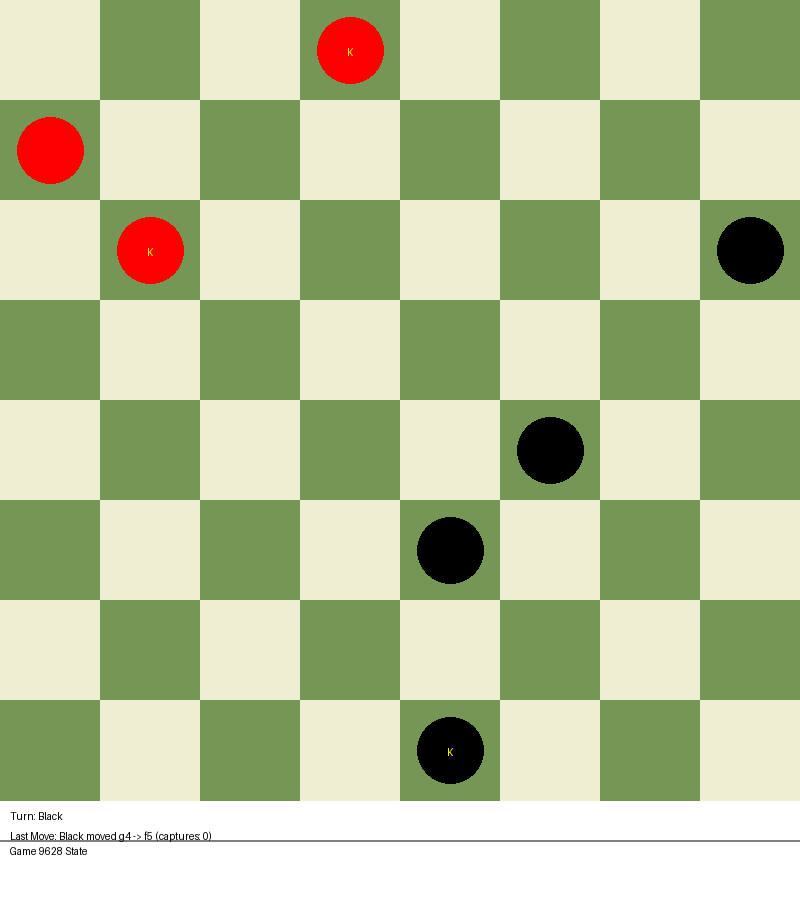 K
K
K
Turn: Black
Last Move: Black moved g4 -> f5 (captures: 0)
Game 9628 State